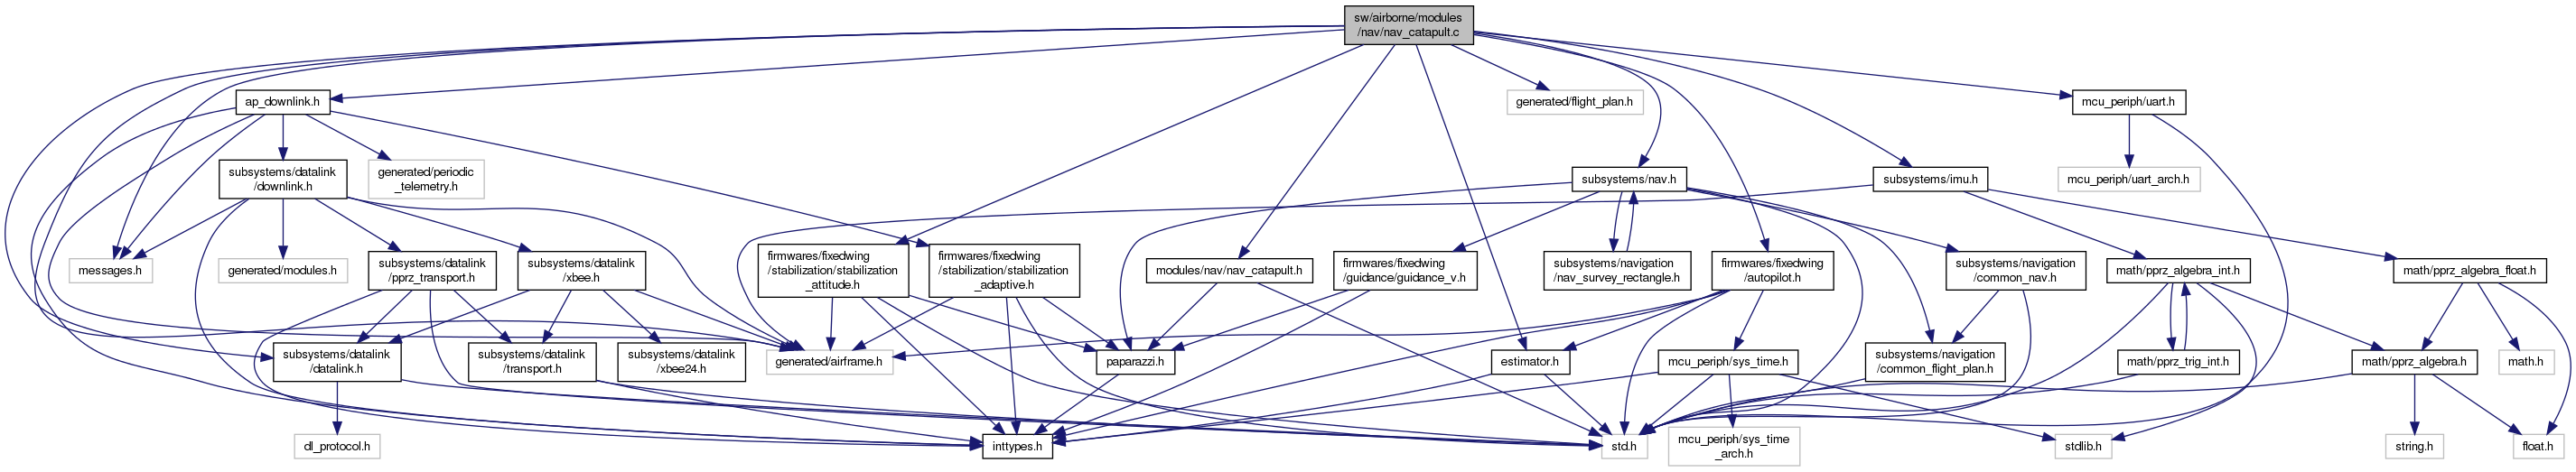 sw/airborne/modules
/nav/nav_catapult.c
ap_downlink.h
generated/flight_plan.h
mcu_periph/uart.h
subsystems/datalink
/downlink.h
generated/periodic
_telemetry.h
subsystems/nav.h
subsystems/imu.h
mcu_periph/uart_arch.h
messages.h
generated/modules.h
subsystems/datalink
/pprz_transport.h
subsystems/datalink
/xbee.h
firmwares/fixedwing
/stabilization/stabilization
_attitude.h
firmwares/fixedwing
/stabilization/stabilization
_adaptive.h
modules/nav/nav_catapult.h
firmwares/fixedwing
/guidance/guidance_v.h
subsystems/navigation
/nav_survey_rectangle.h
firmwares/fixedwing
/autopilot.h
subsystems/navigation
/common_nav.h
math/pprz_algebra_int.h
math/pprz_algebra_float.h
subsystems/datalink
/datalink.h
subsystems/datalink
/transport.h
subsystems/datalink
/xbee24.h
generated/airframe.h
paparazzi.h
estimator.h
mcu_periph/sys_time.h
subsystems/navigation
/common_flight_plan.h
math/pprz_trig_int.h
math/pprz_algebra.h
math.h
dl_protocol.h
inttypes.h
std.h
mcu_periph/sys_time
_arch.h
stdlib.h
string.h
float.h